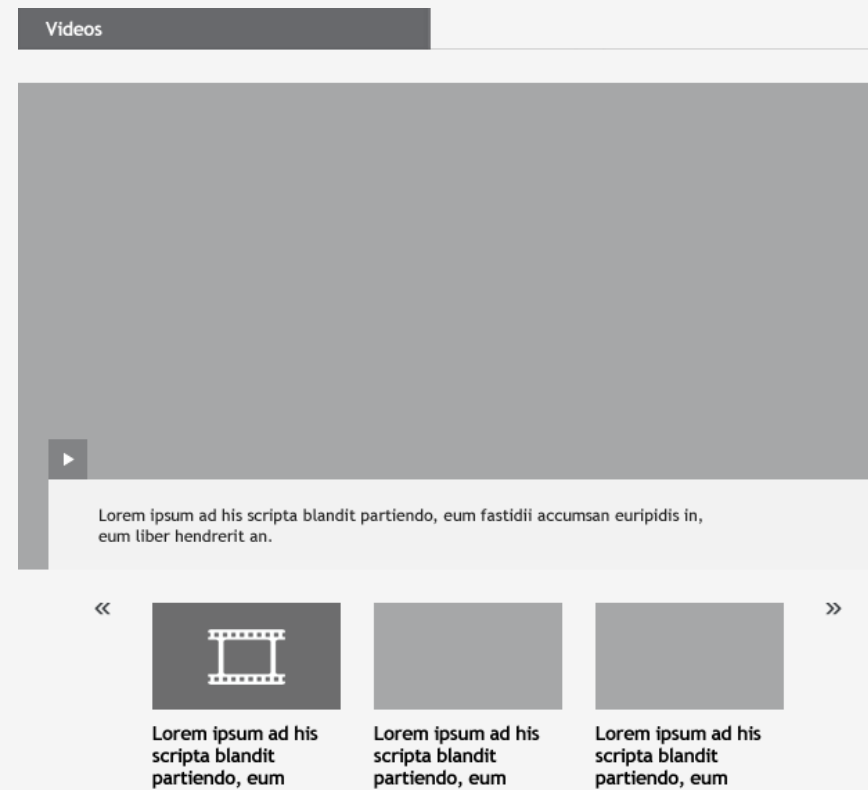 Videos
Lorem ipsum ad his scripta blandit partiendo, eum fastidii accumsan euripidis in,
eum liber hendrerit an.
« »
Lorem ipsum ad his
scripta blandit
partiendo, eum
Lorem ipsum ad his
scripta blandit
partiendo, eum
Lorem ipsum ad his
scripta blandit
partiendo, eum